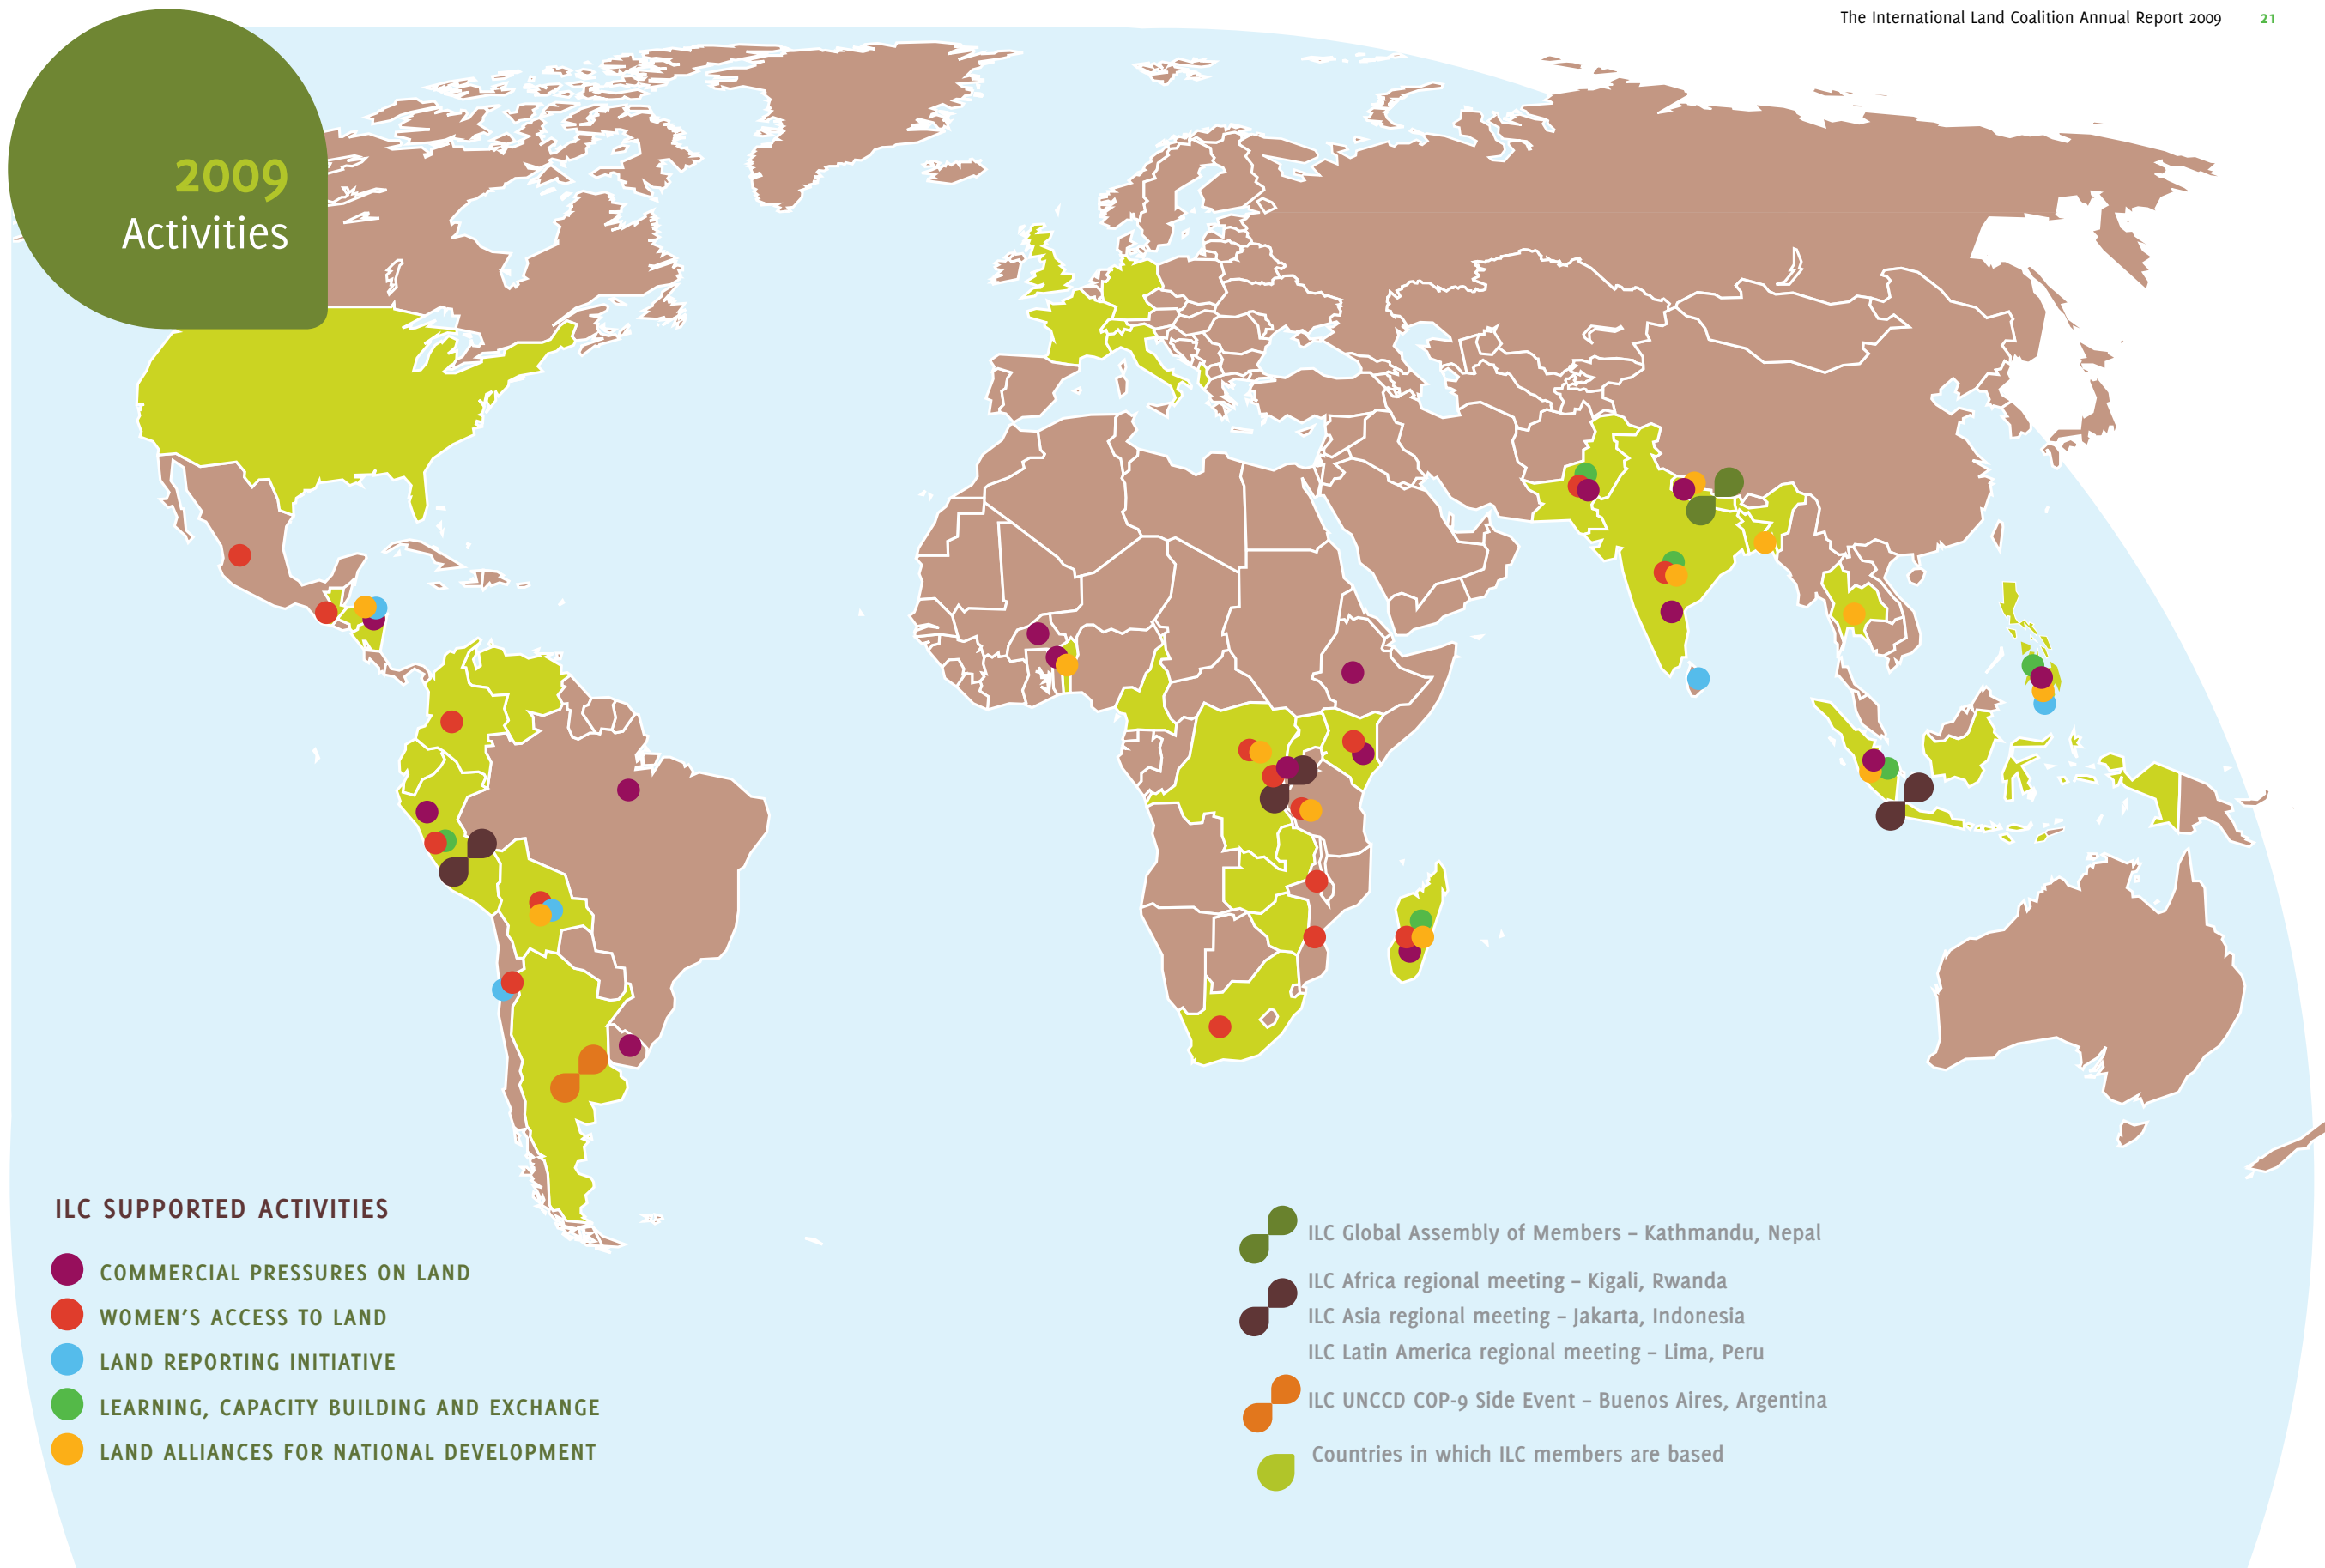 The International Land Coalition Annual Report 2009 21
2009
Activities
ILC SUPPORTED ACTIVITIES
COMMERCIAL PRESSURES ON LAND
WOMEN'S ACCESS TO LAND
LAND REPORTING INITIATIVE
LEARNING, CAPACITY BUILDING AND EXCHANGE
LAND ALLIANCES FOR NATIONAL DEVELOPMENT
ILC Global Assembly of Members – Kathmandu, Nepal
ILC Africa regional meeting – Kigali, Rwanda
ILC Asia regional meeting – Jakarta, Indonesia
ILC Latin America regional meeting – Lima, Peru
ILC UNCCD COP-9 Side Event – Buenos Aires, Argentina
Countries in which ILC members are based